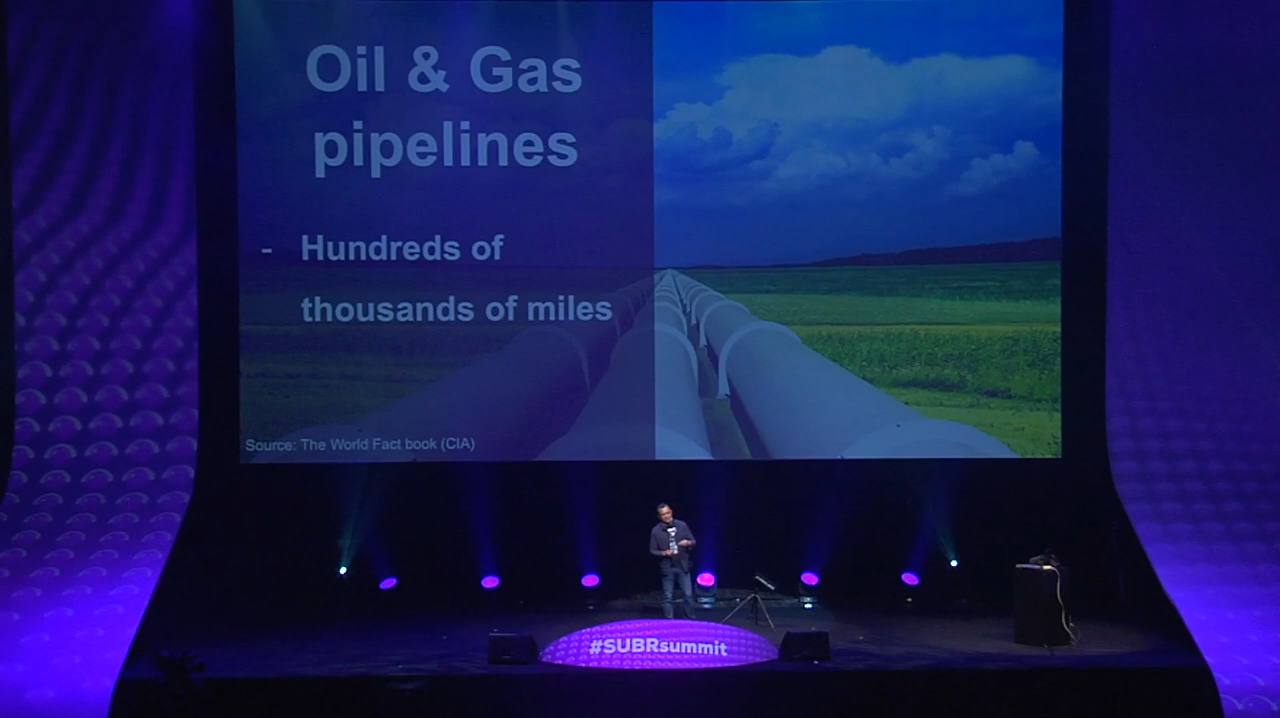 Oil & Gas
pipelines
- Hundreds of
thousands of miles
Source: The World Fact book (CIA)
#SUBRsummit